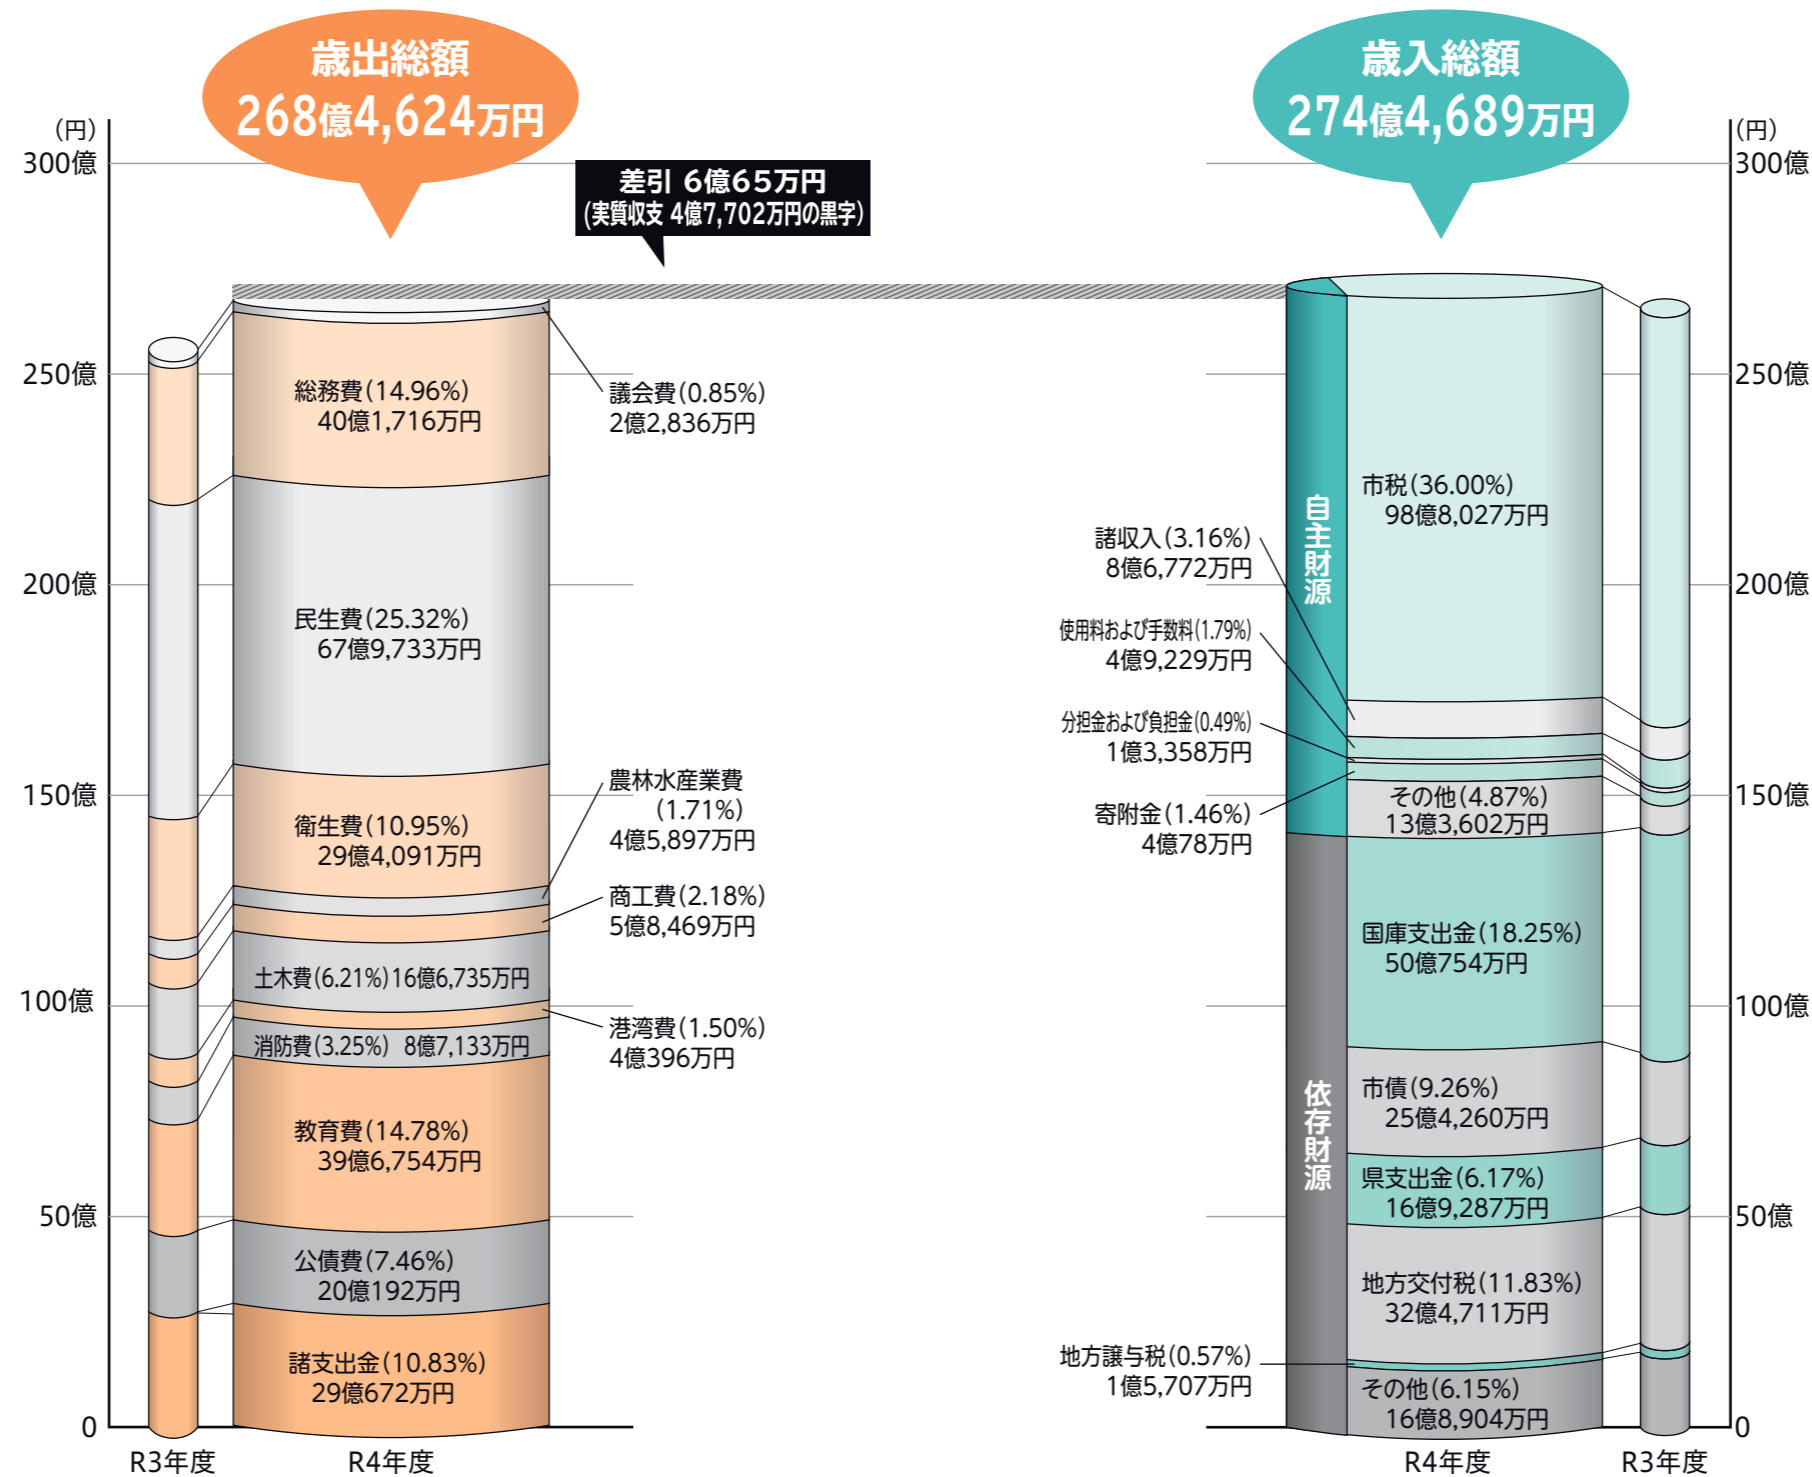 歳出総額
268億4,624万円
歳入総額
274億4,689万円
差引 6億65万円
(実質収支 4億7,702万円の黒字)
(円)
300億
250億
200億
150億
100億
50億
0
R3年度
R4年度
総務費(14.96%)
40億1,716万円
民生費(25.32%)
67億9,733万円
衛生費(10.95%)
29億4,091万円
土木費(6.21%)16億6,735万円
消防費(3.25%) 8億7,133万円
教育費(14.78%)
39億6,754万円
公債費(7.46%)
20億192万円
諸支出金(10.83%)
29億672万円
議会費(0.85%)
2億2,836万円
農林水産業費
(1.71%)
4億5,897万円
商工費(2.18%)
5億8,469万円
港湾費(1.50%)
4億396万円
諸収入(3.16%)
8億6,772万円
使用料および手数料(1.79%)
4億9,229万円
分担金および負担金(0.49%)
1億3,358万円
寄附金(1.46%)
4億78万円
地方譲与税(0.57%)
1億5,707万円
自主財源
依存財源
市税(36.00%)
98億8,027万円
その他(4.87%)
13億3,602万円
国庫支出金(18.25%)
50億754万円
市債(9.26%)
25億4,260万円
県支出金(6.17%)
16億9,287万円
地方交付税(11.83%)
32億4,711万円
その他(6.15%)
16億8,904万円
R4年度
R3年度
(円)
300億
250億
200億
150億
100億
50億
0